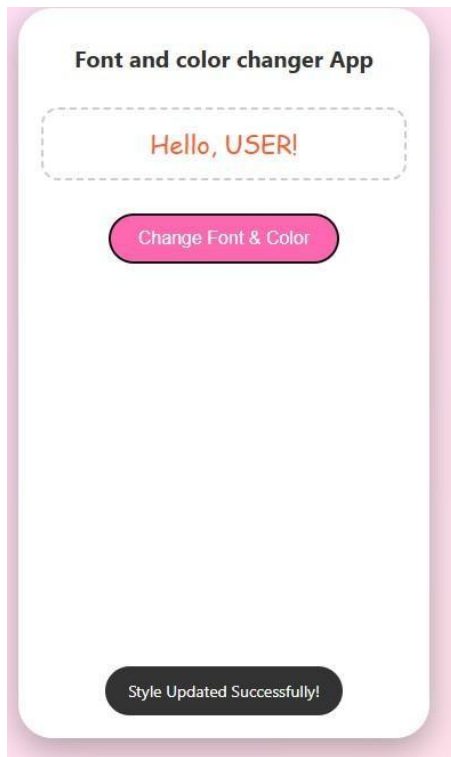 Font and color changer App
Hello, USER!
Change Font & Color
Style Updated Successfully!